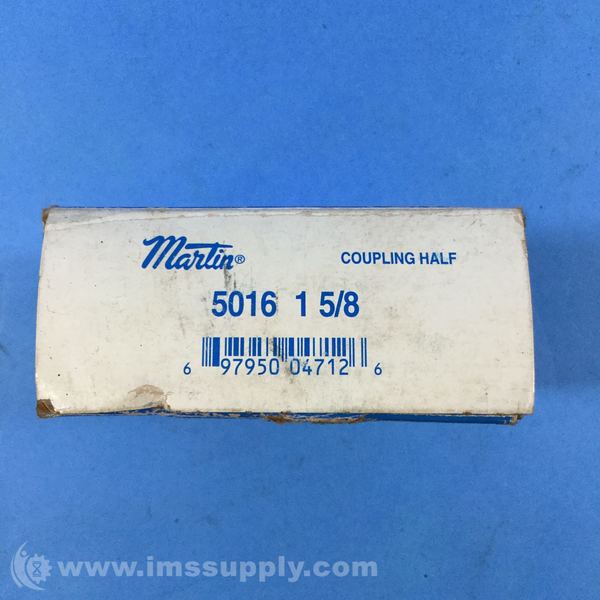 Martin®
COUPLING HALF
5016 1 5/8
6 97950 04712 6
www.imssupply.com